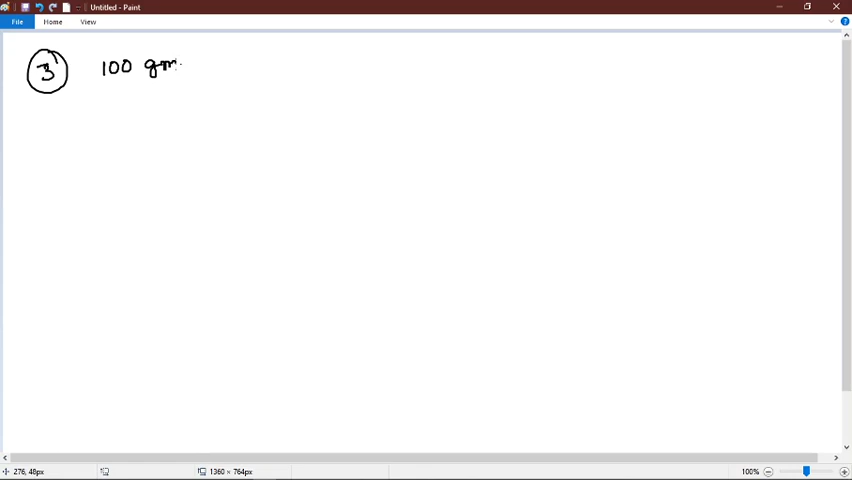 Untitled - Paint
File Home View
3 100 gm
276, 48px 1360 × 764px 100%